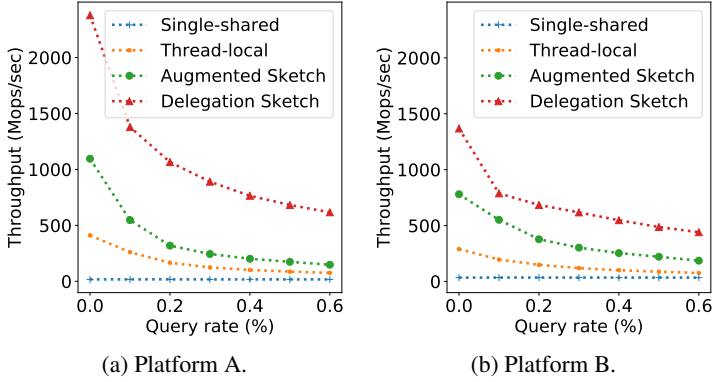 Single-shared
Thread-local
Augmented Sketch
Delegation Sketch
Throughput (Mops/sec)
2000
1500
1000
500
0
0.0 0.2 0.4 0.6
Query rate (%)
(a) Platform A.
Single-shared
Thread-local
Augmented Sketch
Delegation Sketch
Throughput (Mops/sec)
2000
1500
1000
500
0
0.0 0.2 0.4 0.6
Query rate (%)
(b) Platform B.